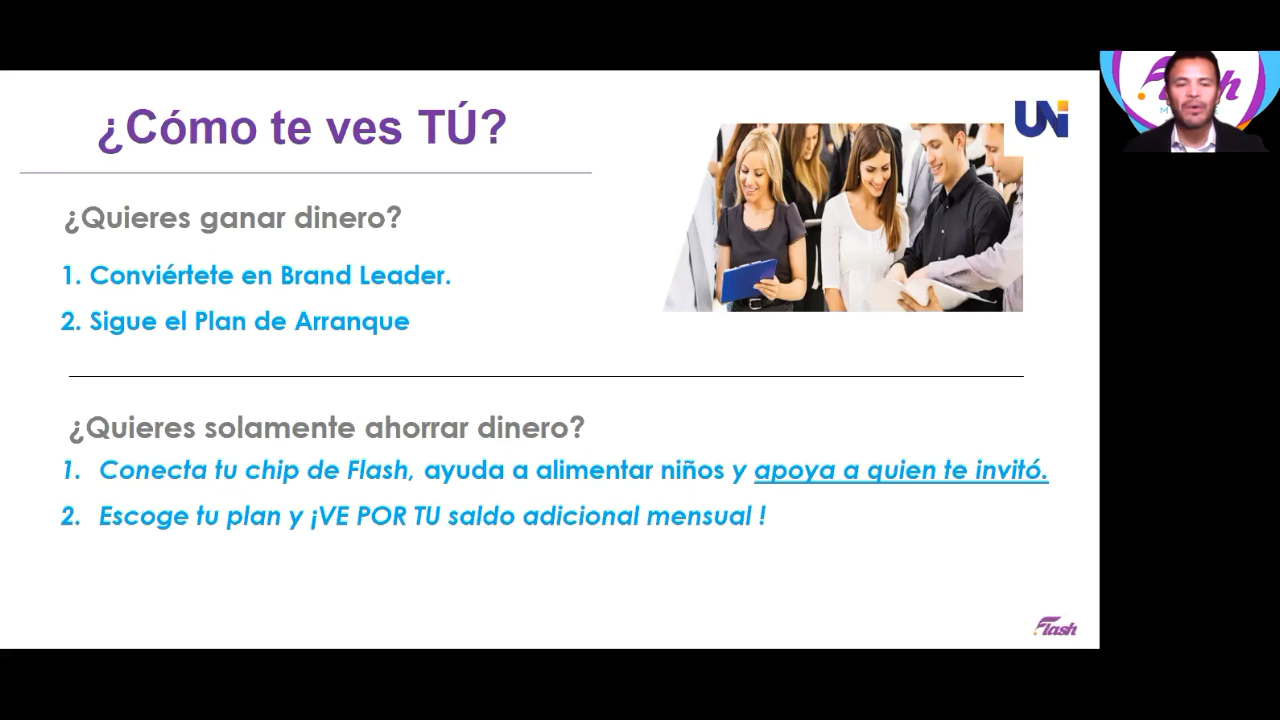 ¿Cómo te ves TÚ?
UNi
¿Quieres ganar dinero?
1. Conviértete en Brand Leader.
2. Sigue el Plan de Arranque
¿Quieres solamente ahorrar dinero?
1. Conecta tu chip de Flash, ayuda a alimentar niños y apoya a quien te invitó.
2. Escoge tu plan y ¡VE POR TU saldo adicional mensual !
Flash